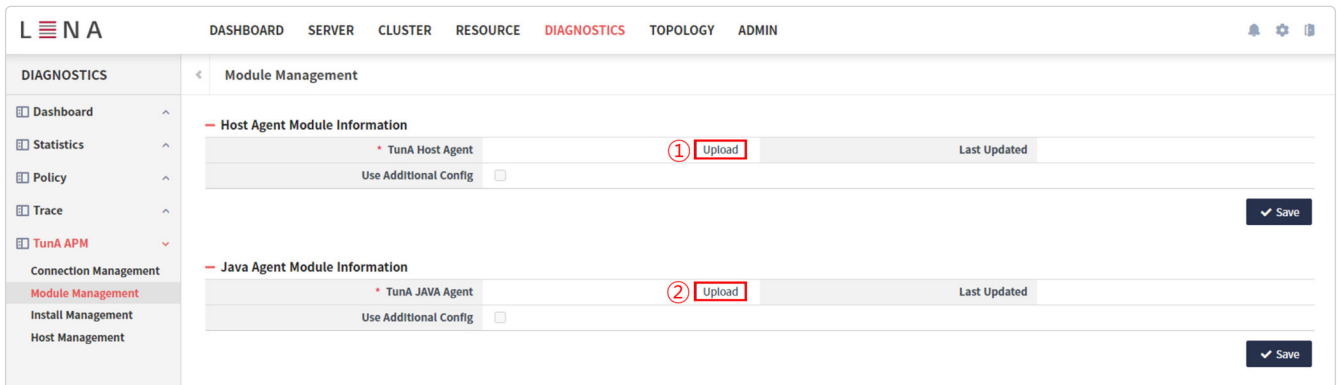 LENA DASHBOARD SERVER CLUSTER RESOURCE DIAGNOSTICS TOPOLOGY ADMIN
DIAGNOSTICS
Module Management
Dashboard
Statistics
Policy
Trace
TunA APM
Connection Management
Module Management
Install Management
Host Management
Host Agent Module Information
* TunA Host Agent ① Upload Last Updated
Use Additional Config
Save
Java Agent Module Information
* TunA JAVA Agent ② Upload Last Updated
Use Additional Config
Save